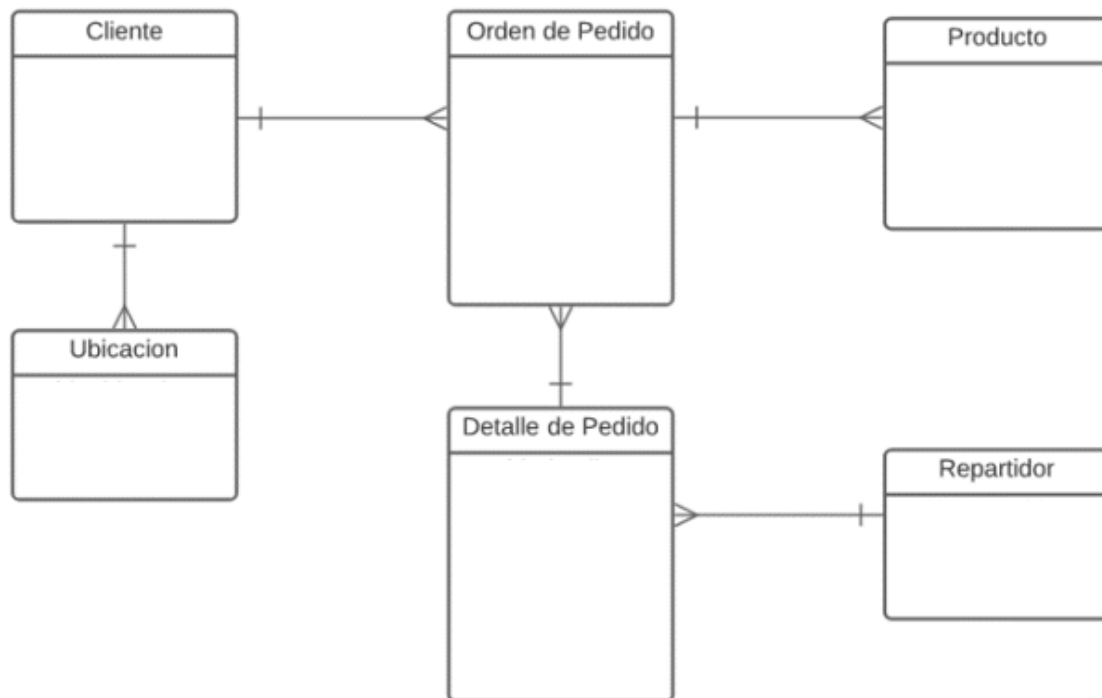 Cliente
Orden de Pedido
Producto
Ubicacion
Detalle de Pedido
Repartidor